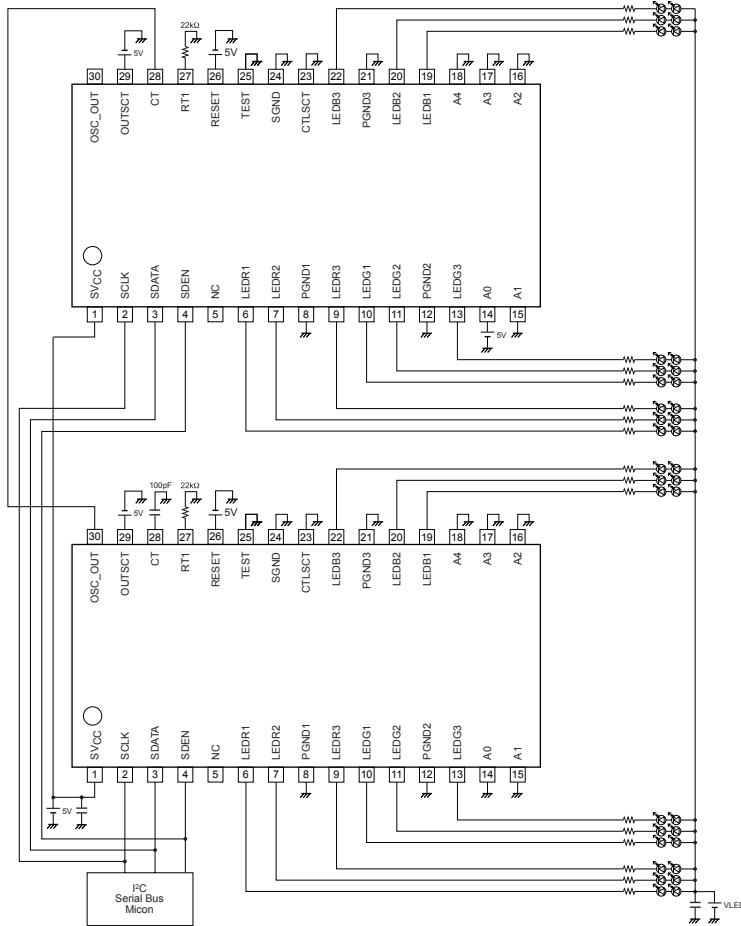 22kΩ
5V
5V
30 29 28 27 26 25 24 23 22 21 20 19 18 17 16
OSC_OUT OUTSCT CT RT1 RESET TEST SGND CTLSCT LEDB3 PGND3 LEDB2 LEDB1 A4 A3 A2
SVCC SCLK SDATA SDEN NC LEDR1 LEDR2 PGND1 LEDR3 LEDG1 LEDG2 PGND2 LEDG3 A0 A1
1 2 3 4 5 6 7 8 9 10 11 12 13 14 15
5V
100pF 22kΩ
5V
5V
30 29 28 27 26 25 24 23 22 21 20 19 18 17 16
OSC_OUT OUTSCT CT RT1 RESET TEST SGND CTLSCT LEDB3 PGND3 LEDB2 LEDB1 A4 A3 A2
SVCC SCLK SDATA SDEN NC LEDR1 LEDR2 PGND1 LEDR3 LEDG1 LEDG2 PGND2 LEDG3 A0 A1
1 2 3 4 5 6 7 8 9 10 11 12 13 14 15
5V
I²C
Serial Bus
Micon
VLED